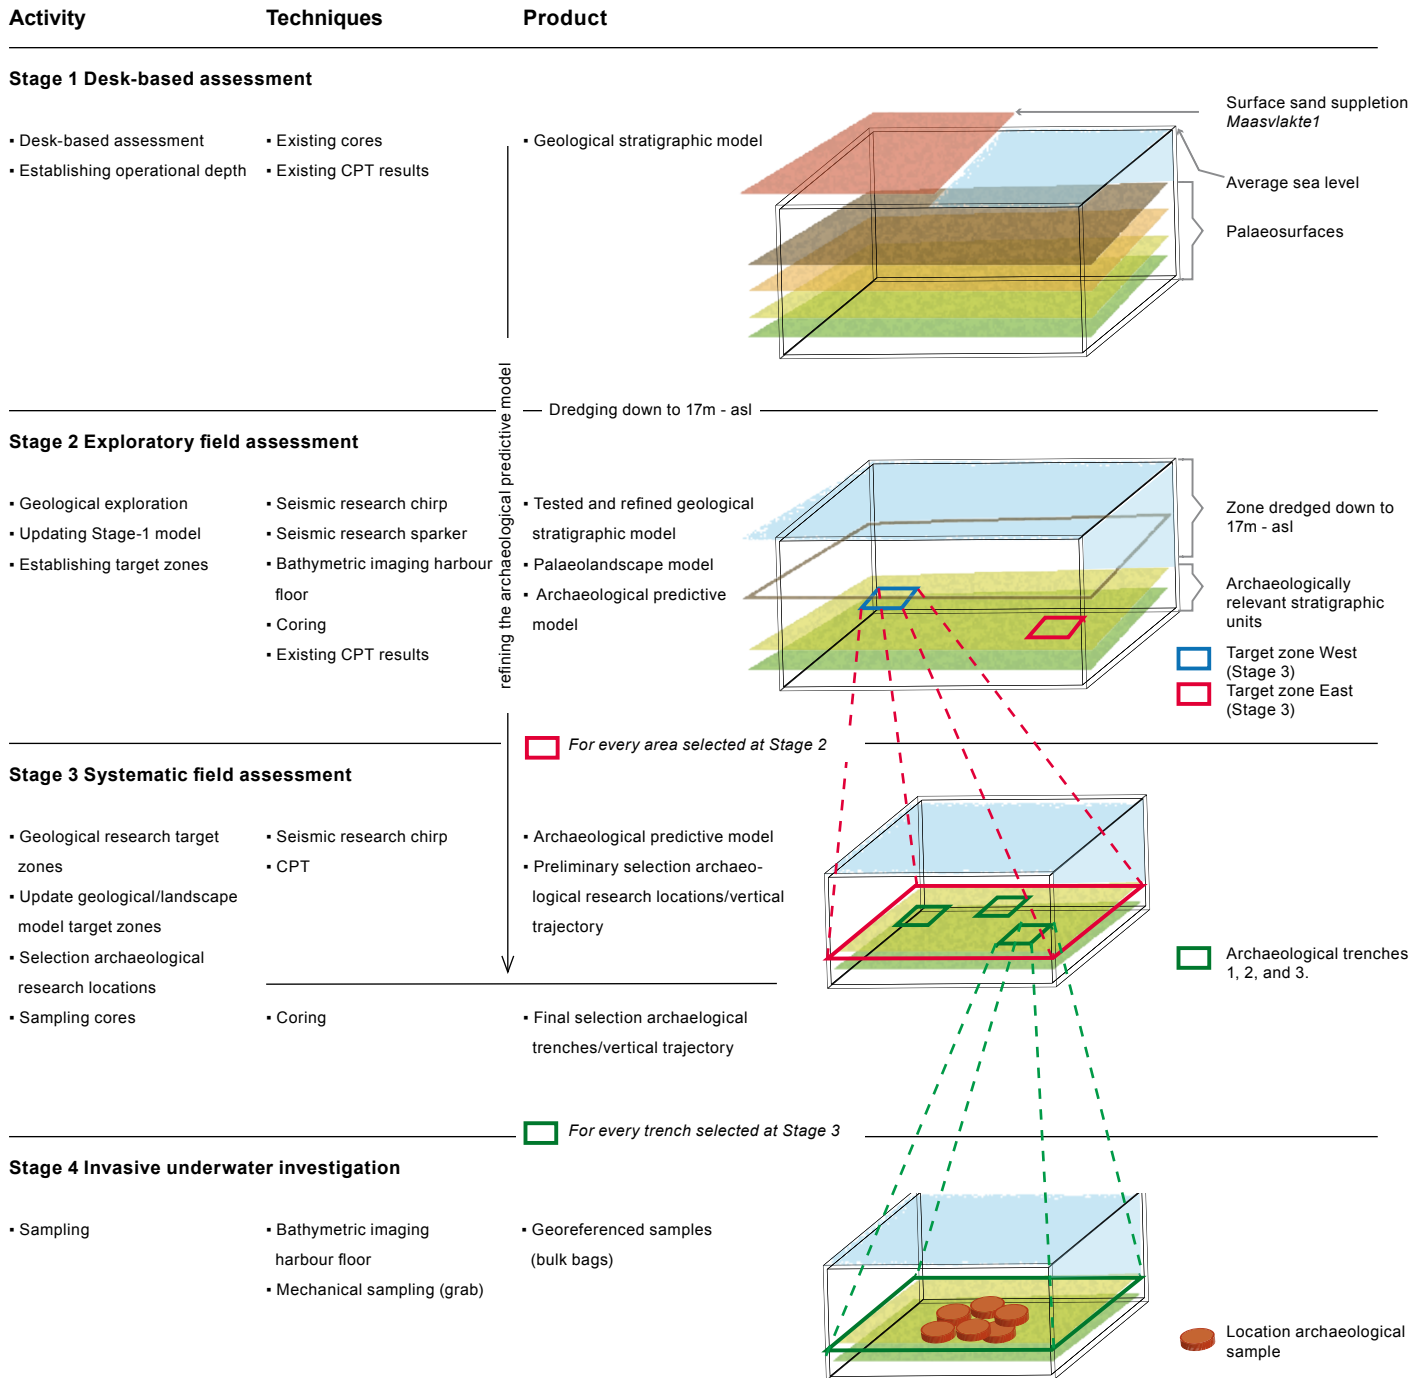 Activity
Techniques
Product
Stage 1 Desk-based assessment
▪ Desk-based assessment
▪ Establishing operational depth
▪ Existing cores
▪ Existing CPT results
▪ Geological stratigraphic model
Surface sand suppletion
Maasvlakte1
Average sea level
Palaeosurfaces
refining the archaeological predictive model
Dredging down to 17m - asl
Stage 2 Exploratory field assessment
▪ Geological exploration
▪ Updating Stage-1 model
▪ Establishing target zones
▪ Seismic research chirp
▪ Seismic research sparker
▪ Bathymetric imaging harbour
floor
▪ Coring
▪ Existing CPT results
▪ Tested and refined geological
stratigraphic model
▪ Palaeolandscape model
▪ Archaeological predictive
model
Zone dredged down to
17m - asl
Archaeologically
relevant stratigraphic
units
Target zone West
(Stage 3)
Target zone East
(Stage 3)
For every area selected at Stage 2
Stage 3 Systematic field assessment
▪ Geological research target
zones
▪ Update geological/landscape
model target zones
▪ Selection archaeological
research locations
▪ Sampling cores
▪ Seismic research chirp
▪ CPT
▪ Coring
▪ Archaeological predictive model
▪ Preliminary selection archaeo-
logical research locations/vertical
trajectory
▪ Final selection archaelogical
trenches/vertical trajectory
Archaeological trenches
1, 2, and 3.
For every trench selected at Stage 3
Stage 4 Invasive underwater investigation
▪ Sampling
▪ Bathymetric imaging
harbour floor
▪ Mechanical sampling (grab)
▪ Georeferenced samples
(bulk bags)
Location archaeological
sample